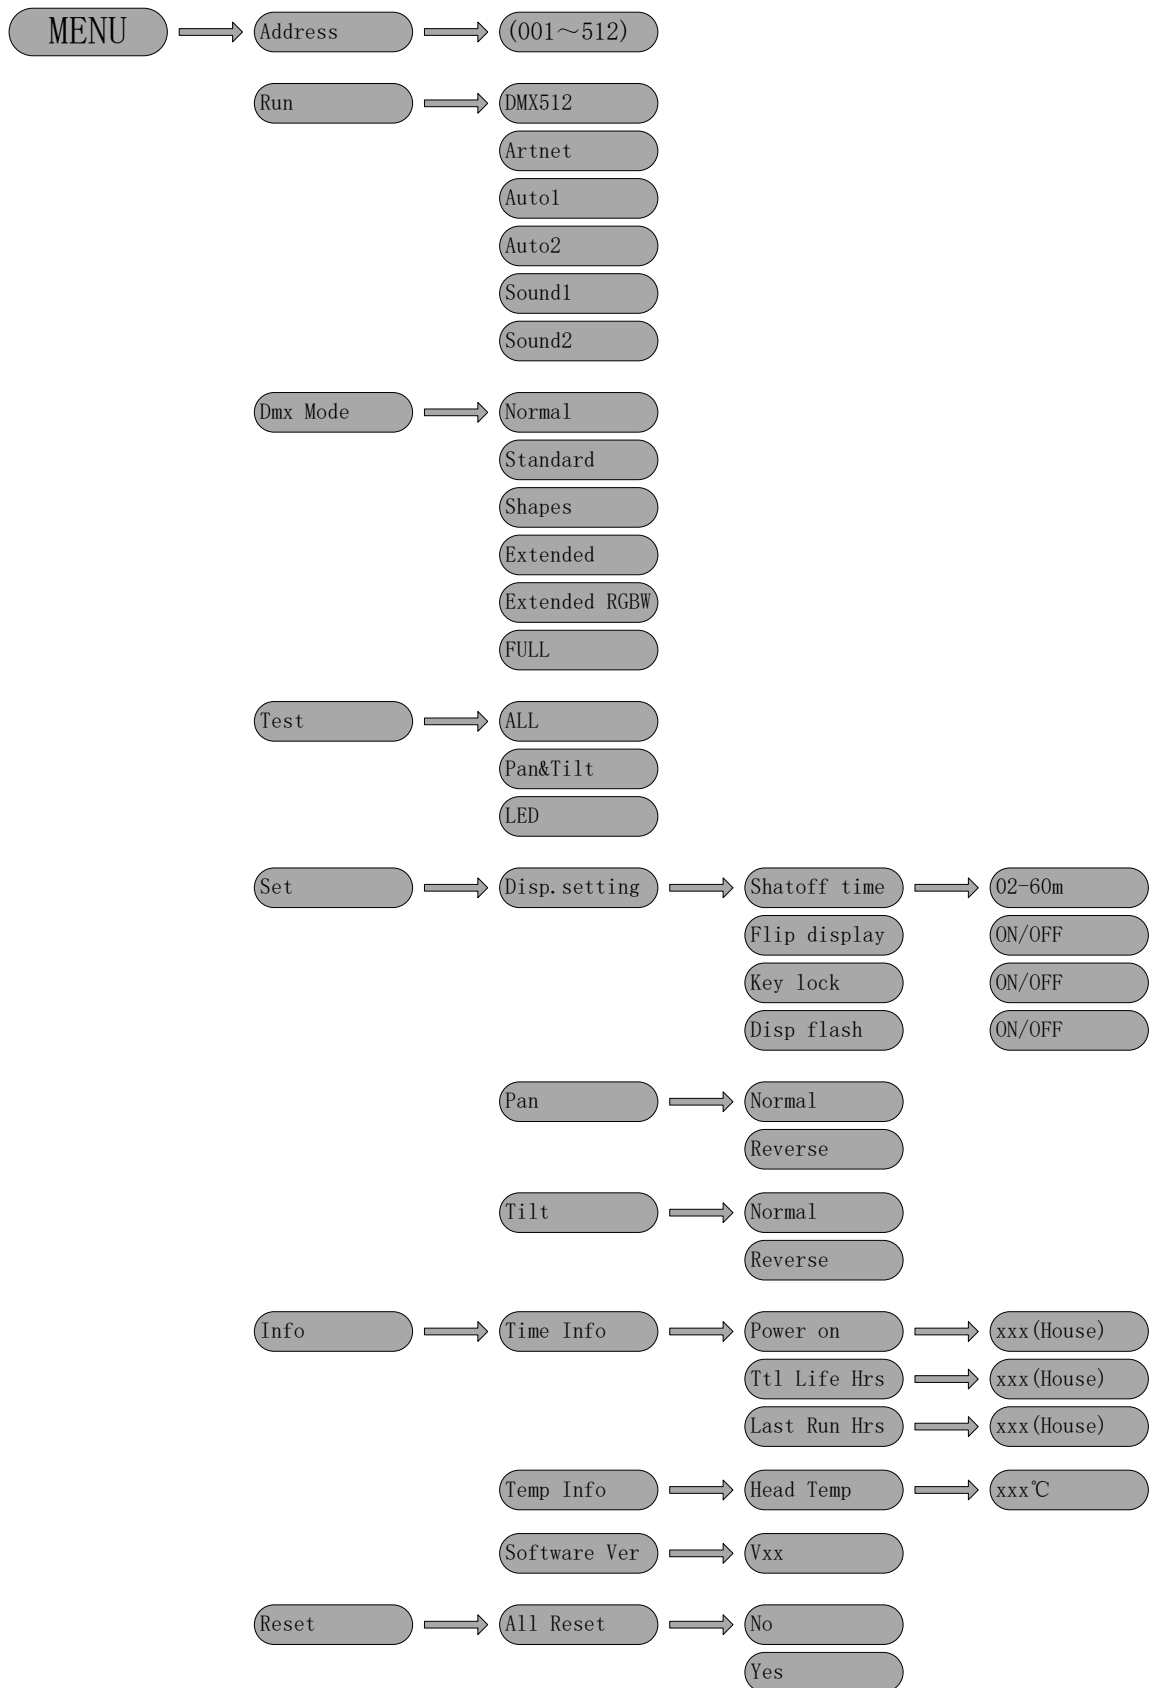 MENU Address (001～512)
Run DMX512
Artnet
Auto1
Auto2
Sound1
Sound2
Dmx Mode Normal
Standard
Shapes
Extended
Extended RGBW
FULL
Test ALL
Pan&Tilt
LED
Set Disp.setting Shatoff time 02-60m
Flip display ON/OFF
Key lock ON/OFF
Disp flash ON/OFF
Pan Normal
Reverse
Tilt Normal
Reverse
Info Time Info Power on xxx(House)
Ttl Life Hrs xxx(House)
Last Run Hrs xxx(House)
Temp Info Head Temp xxx℃
Software Ver Vxx
Reset All Reset No
Yes